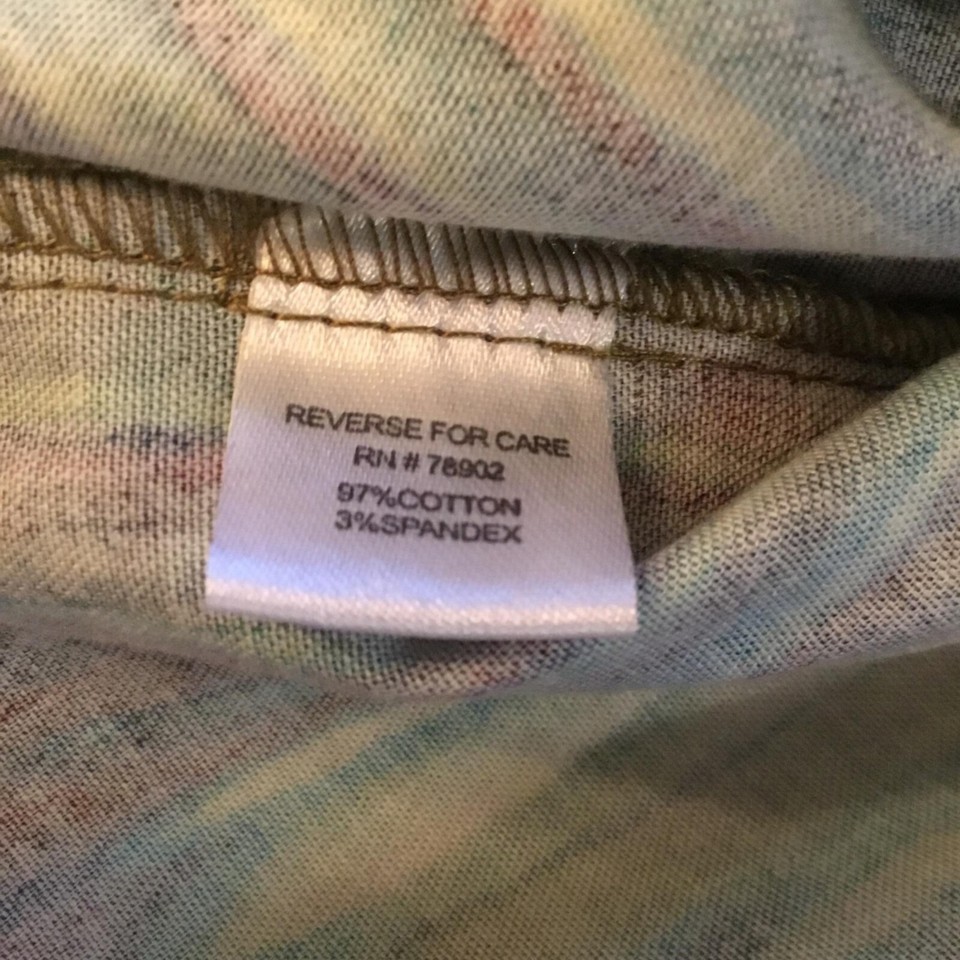 REVERSE FOR CARE
RN # 78902
97%COTTON
3%SPANDEX